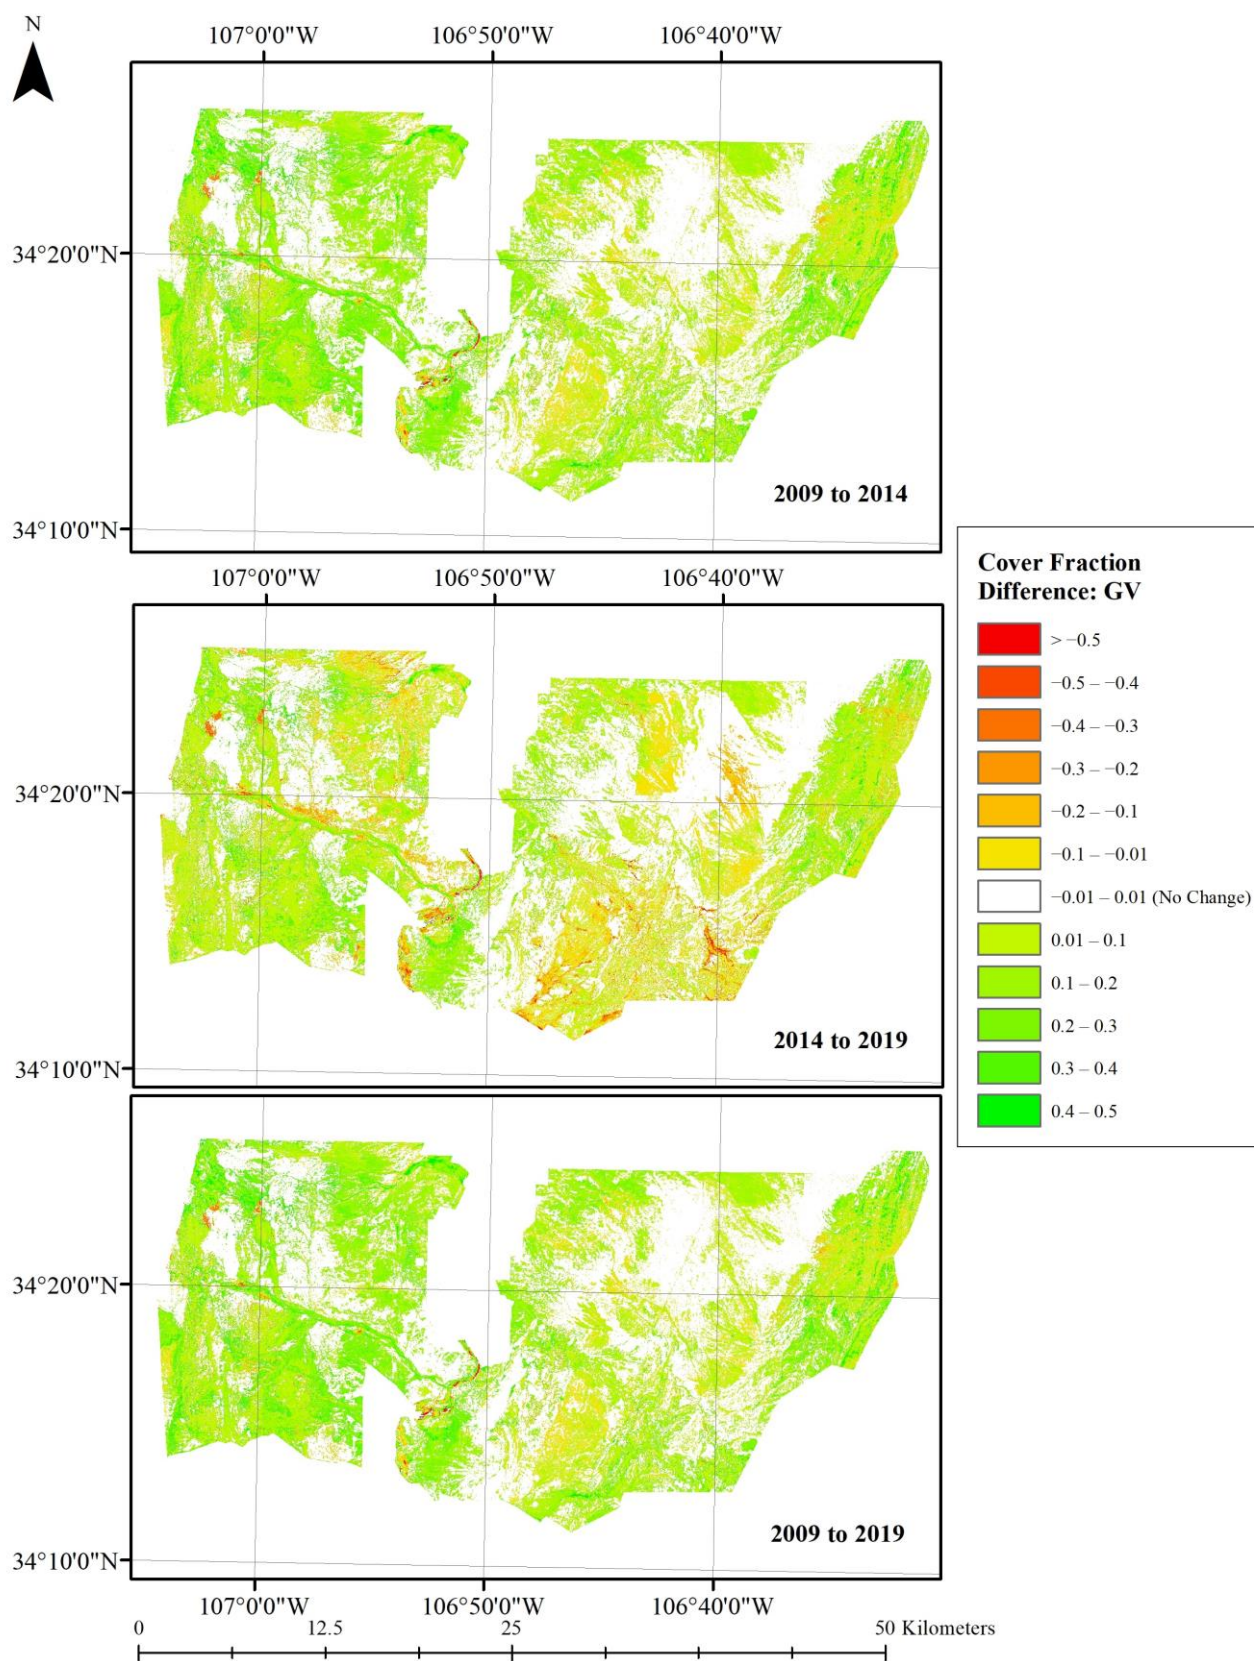 N
107°0'0"W 106°50'0"W 106°40'0"W
34°20'0"N
2009 to 2014
34°10'0"N
107°0'0"W 106°50'0"W 106°40'0"W
34°20'0"N
2014 to 2019
34°10'0"N
34°20'0"N
2009 to 2019
34°10'0"N
107°0'0"W 106°50'0"W 106°40'0"W
0 12.5 25 50 Kilometers
Cover Fraction
Difference: GV
> −0.5
−0.5 – −0.4
−0.4 – −0.3
−0.3 – −0.2
−0.2 – −0.1
−0.1 – −0.01
−0.01 – 0.01 (No Change)
0.01 – 0.1
0.1 – 0.2
0.2 – 0.3
0.3 – 0.4
0.4 – 0.5